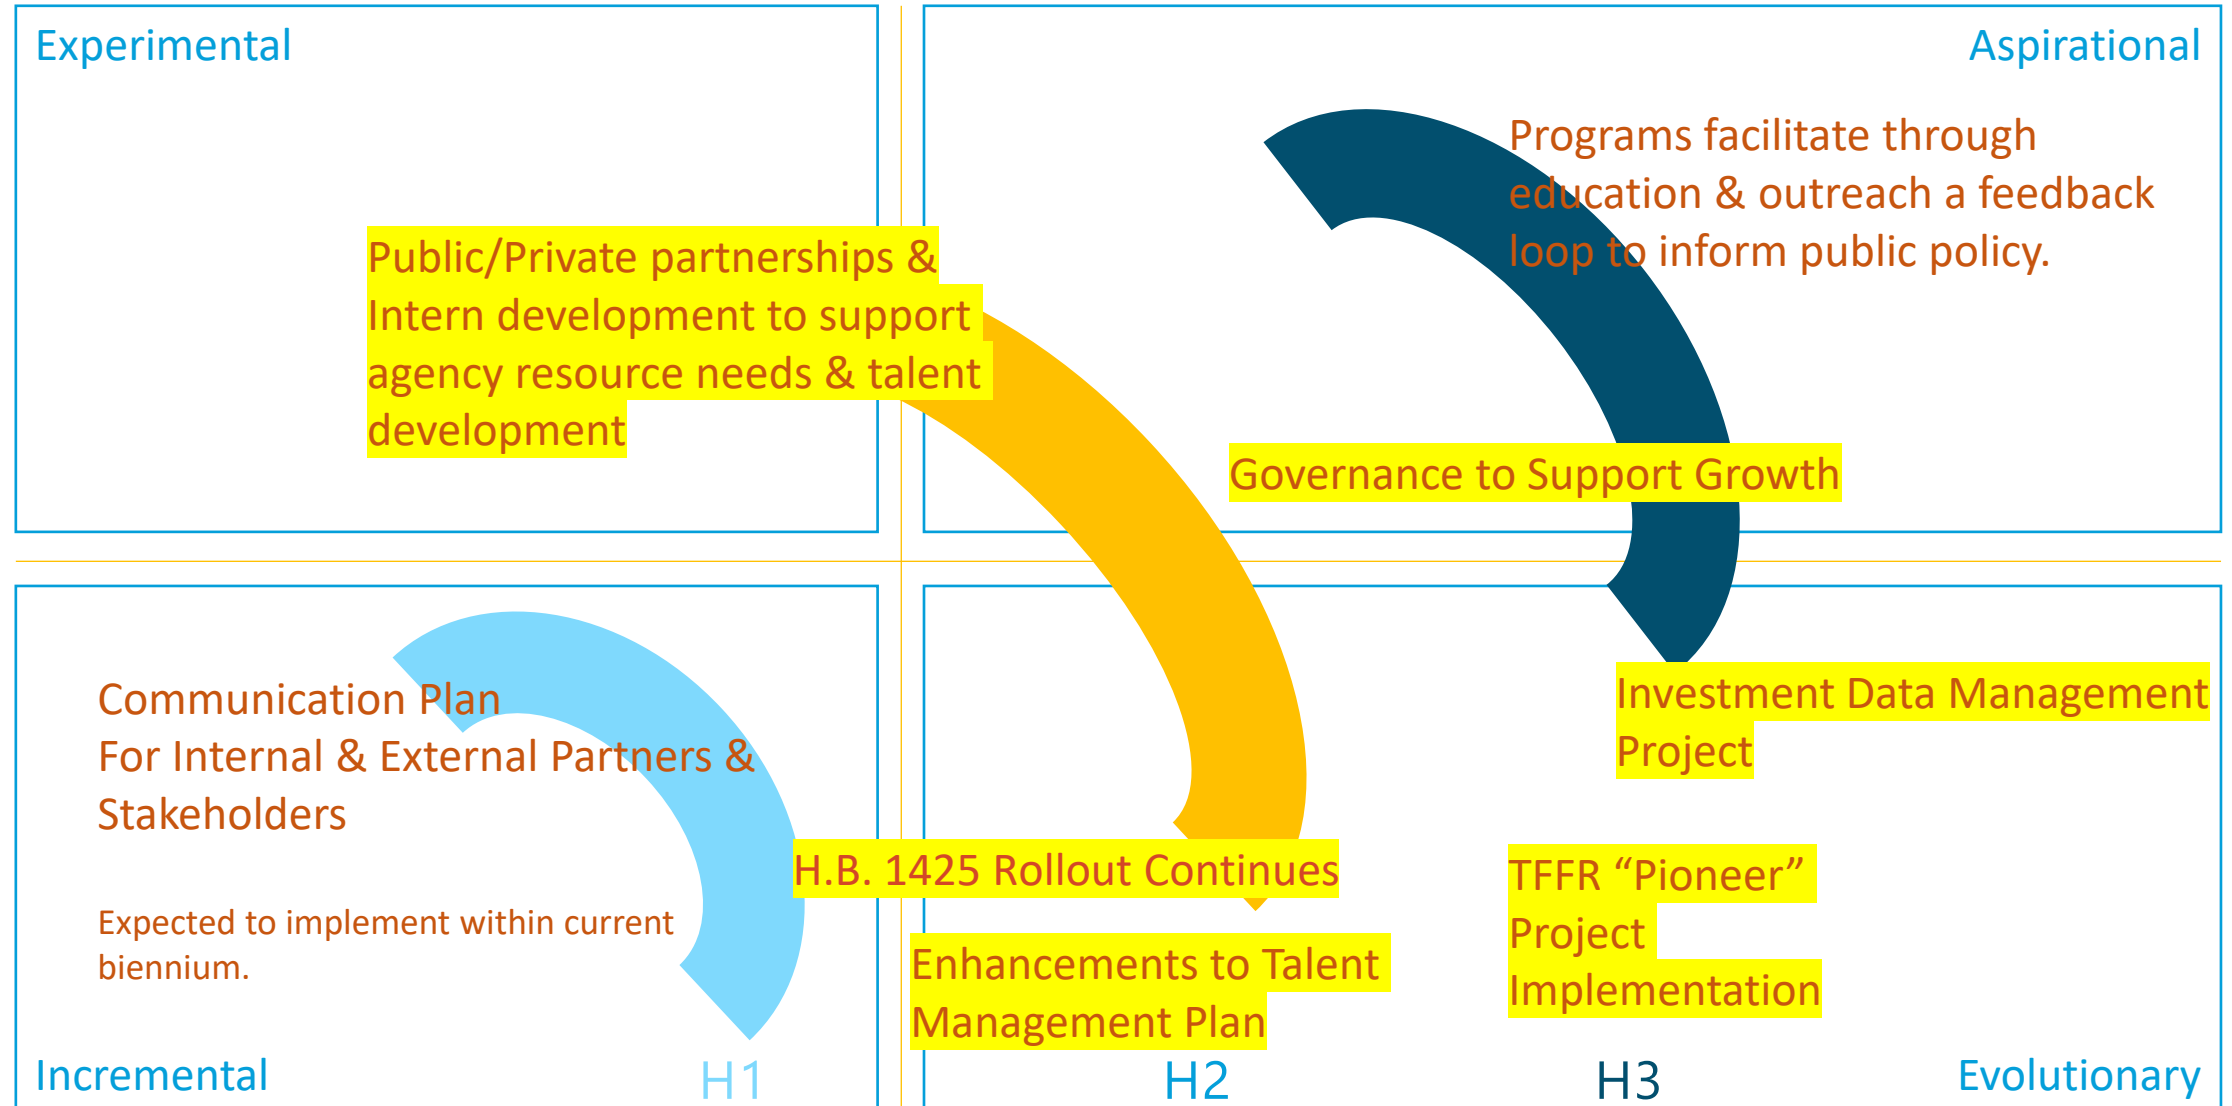 Experimental
Aspirational
Programs facilitate through
education & outreach a feedback
loop to inform public policy.
Public/Private partnerships &
Intern development to support
agency resource needs & talent
development
Governance to Support Growth
Communication Plan
For Internal & External Partners &
Stakeholders
Expected to implement within current
biennium.
Investment Data Management
Project
H.B. 1425 Rollout Continues
TFFR “Pioneer”
Project
Implementation
Enhancements to Talent
Management Plan
Incremental
H1
H2
H3
Evolutionary